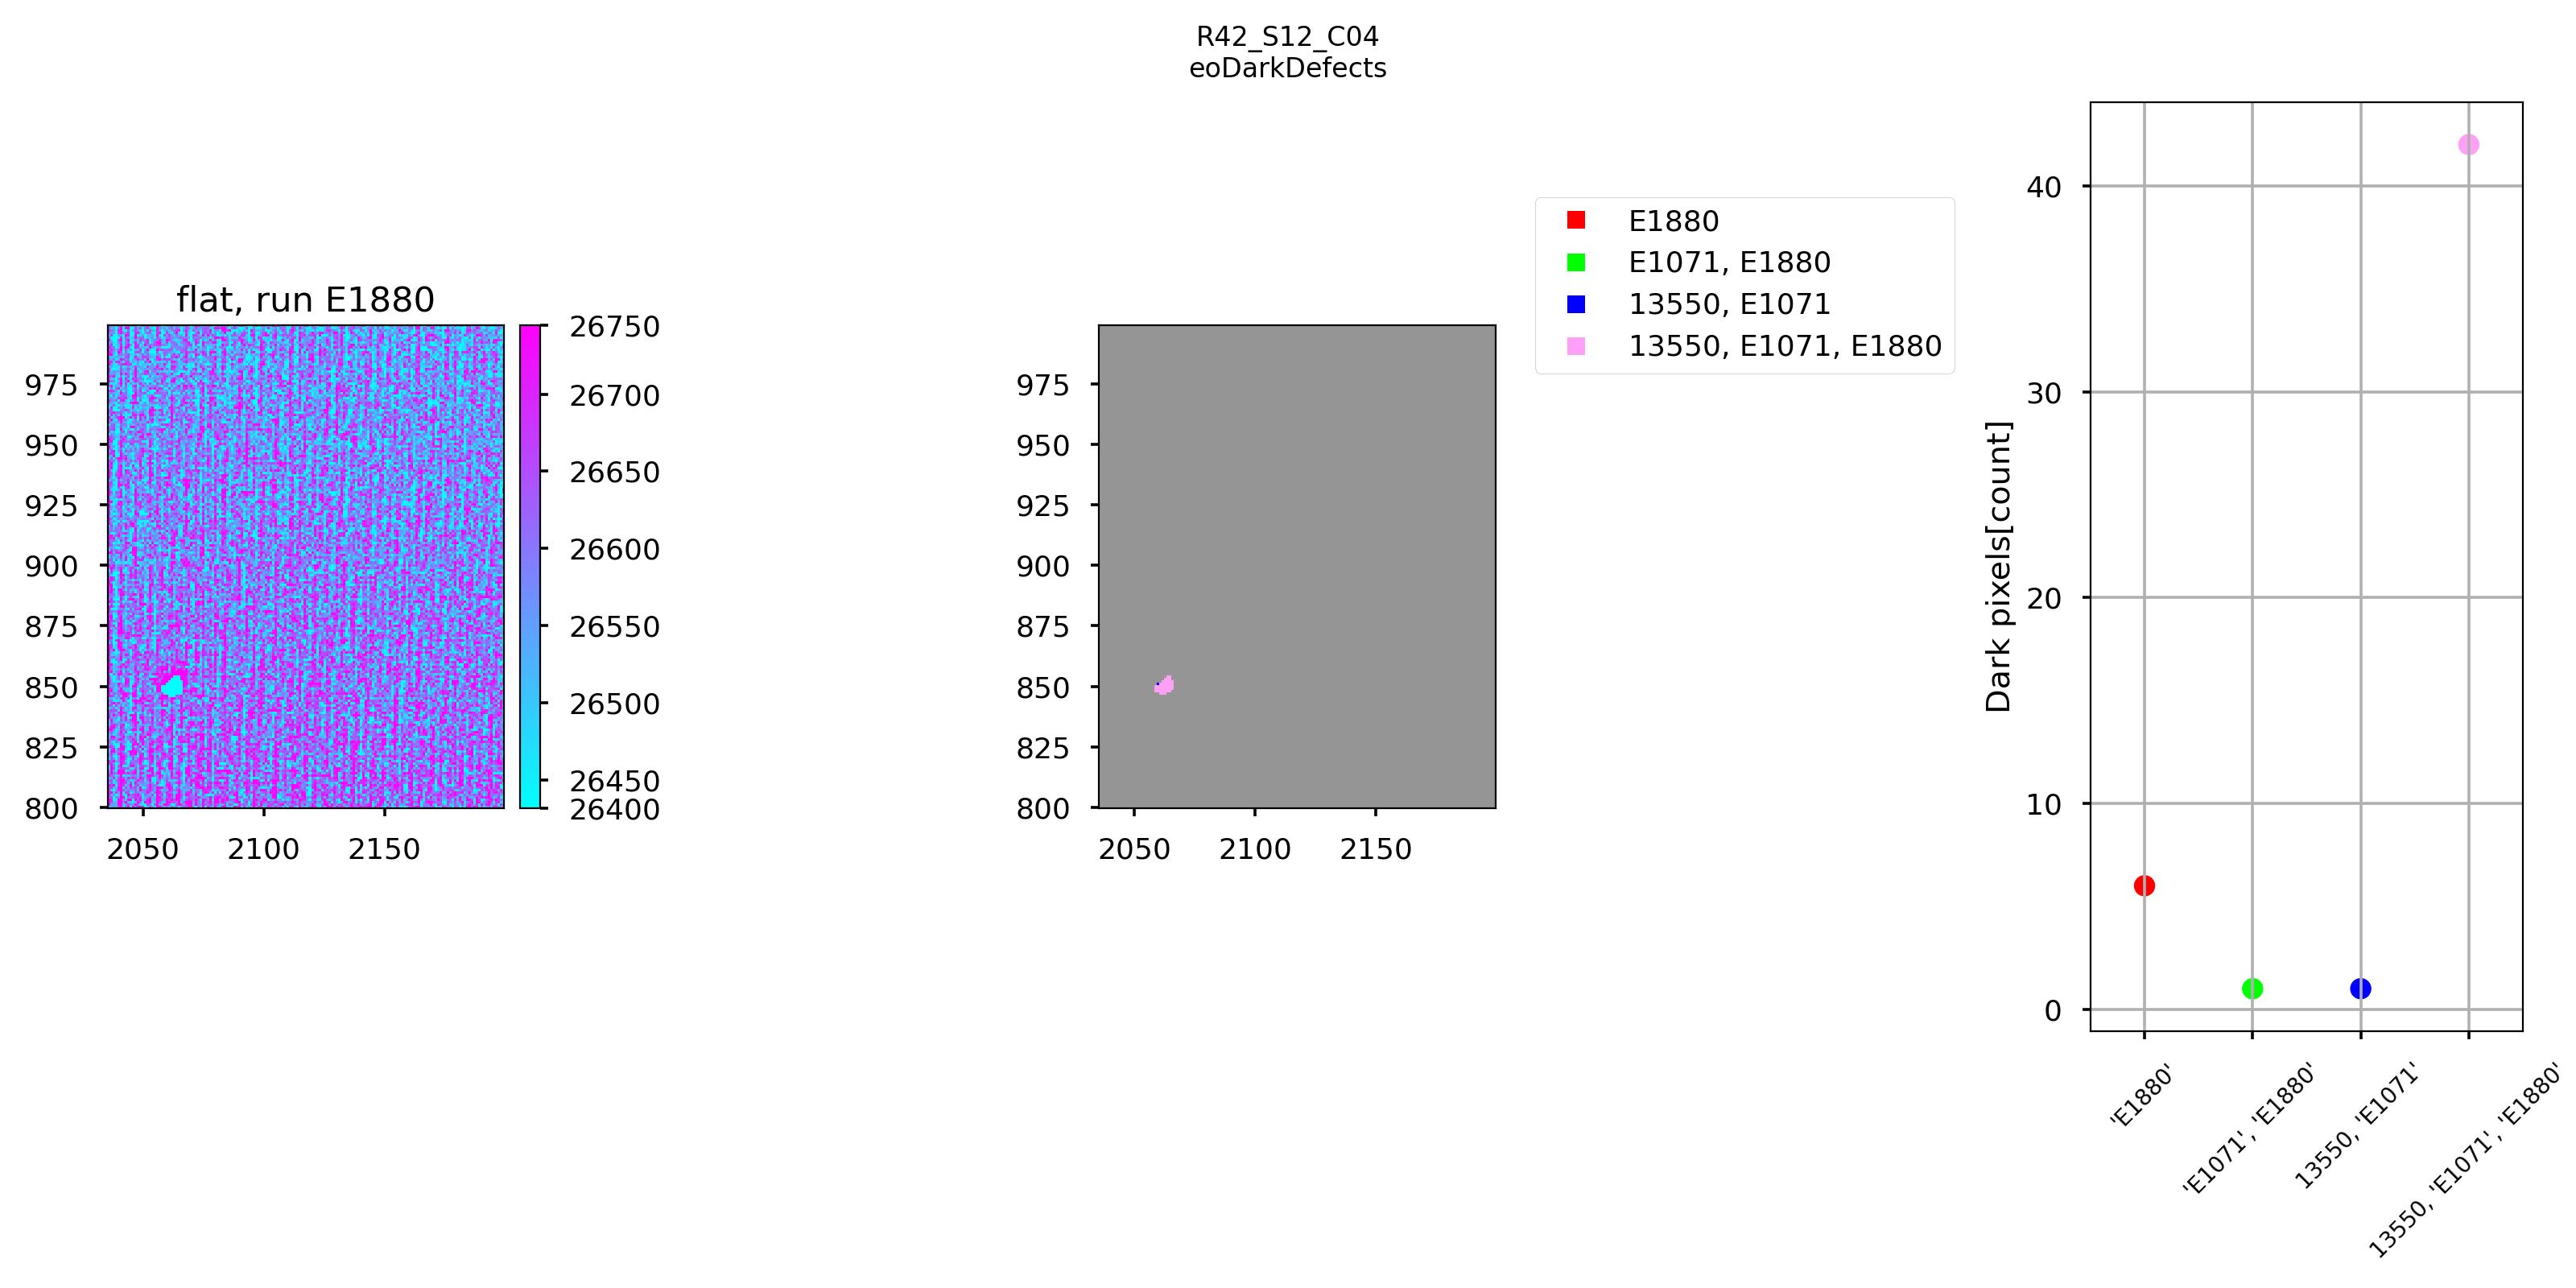 R42_S12_C04
eoDarkDefects
flat, run E1880
975
950
925
900
875
850
825
800
2050 2100 2150
26750
26700
26650
26600
26550
26500
26450
26400
975
950
925
900
875
850
825
800
2050 2100 2150
E1880
E1071, E1880
13550, E1071
13550, E1071, E1880
Dark pixels[count]
40
30
20
10
0
'E1880'
'E1071', 'E1880'
13550, 'E1071'
13550, 'E1071', 'E1880'